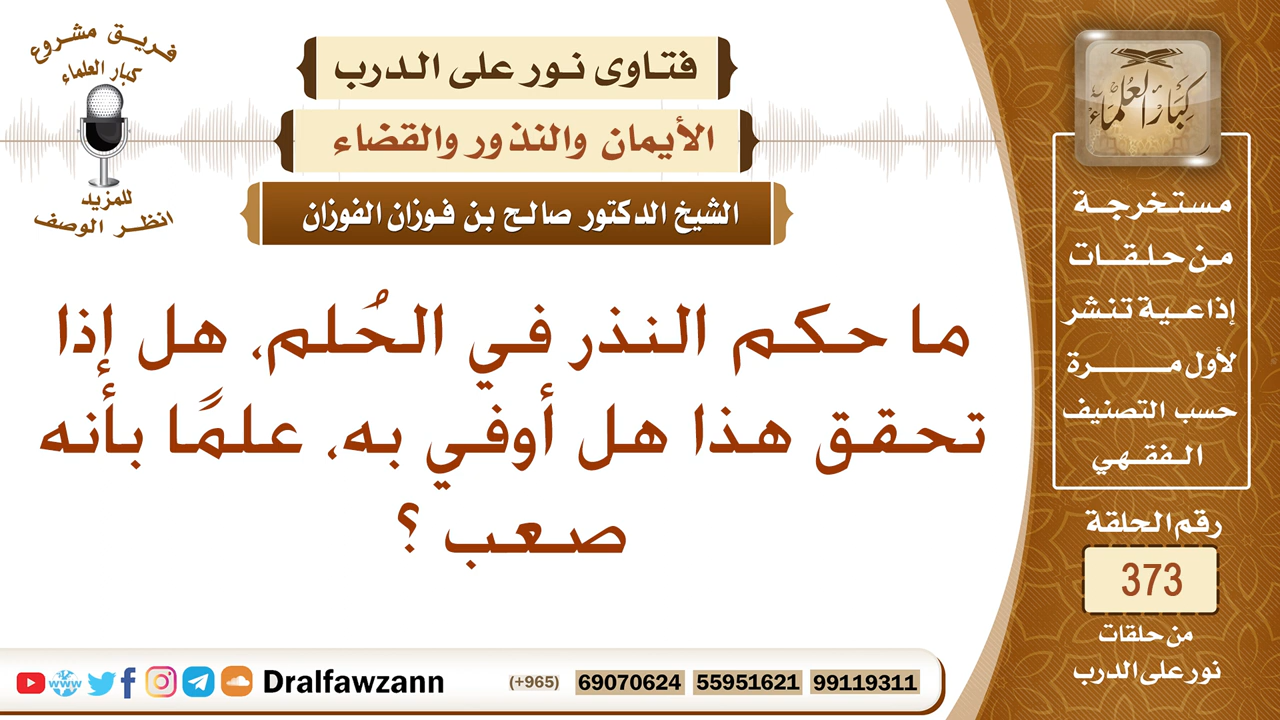 فريق مشروع
كبار العلماء
للمزيد
انظر الوصف
فتاوى نور على الدرب
الأيمان والنذور والقضاء
الشيخ الدكتور صالح بن فوزان الفوزان
ما حكم النذر في الحُلم، هل إذا
تحقق هذا هل أوفي به، علمًا بأنه
صعب ؟
كبار العلماء
مستخرجة
من حلقات
إذاعية تنشر
لأول مرة
حسب التصنيف
الفقهي
رقم الحلقة
373
من حلقات
نور على الدرب
www Dralfawzann (+965) 69070624 55951621 99119311